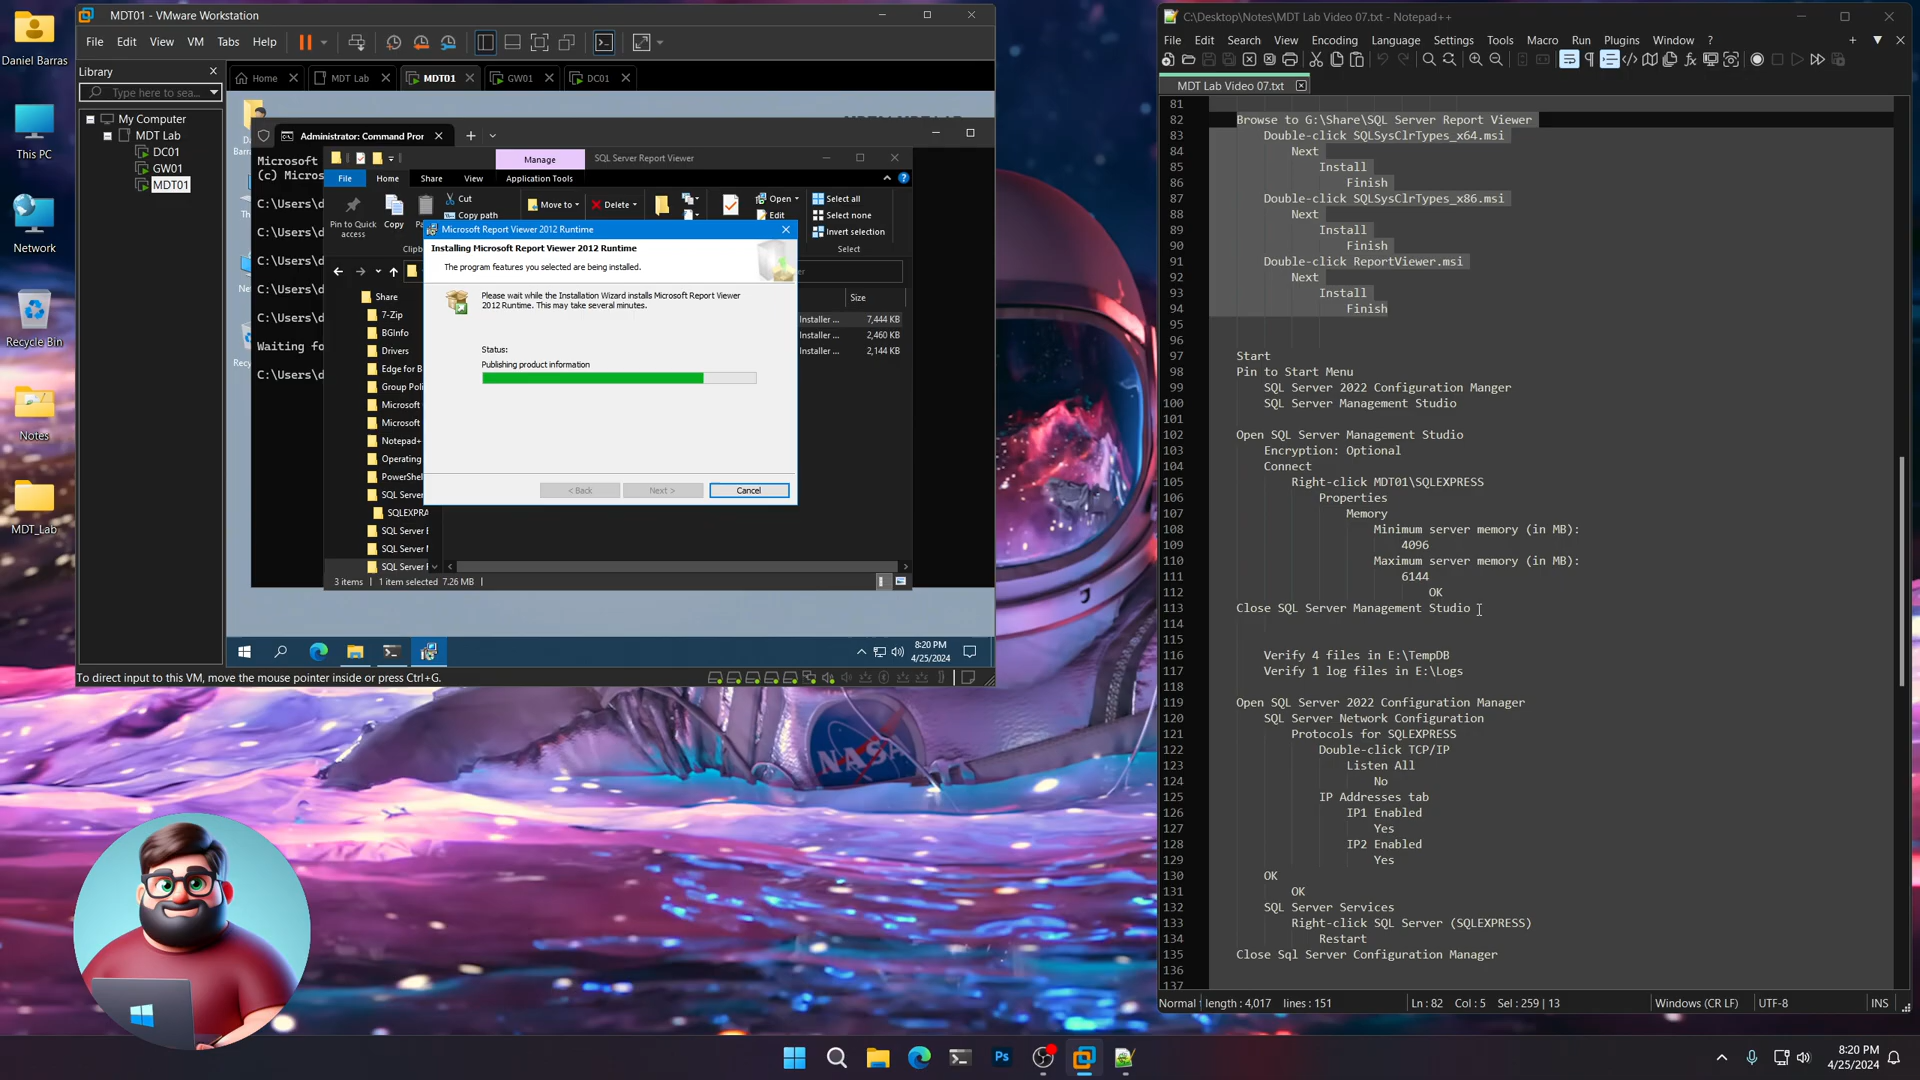 Daniel Barras
This PC
Network
Recycle Bin
Notes
MDT_Lab
MDT01 - VMware Workstation
File Edit View VM Tabs Help
Library
Type here to sea...
My Computer
MDT Lab
DC01
GW01
MDT01
Home
MDT Lab
MDT01
GW01
DC01
Administrator: Command Pror
Microsoft
(c) Micros
C:\Users\d
C:\Users\d
C:\Users\d
C:\Users\d
C:\Users\d
Waiting fo
C:\Users\d
Manage
SQL Server Report Viewer
File Home Share View Application Tools
Pin to Quick access
Copy
Cut
Copy path
Move to
Delete
Open
Edit
Select all
Select none
Invert selection
Select
Share
7-Zip
BGInfo
Drivers
Edge for B
Group Poli
Microsoft
Microsoft
Notepad+
Operating
PowerShel
SQL Server
SQLEXPRA
SQL Server E
SQL Server
SQL Server
Size
Installer ... 7,444 KB
Installer ... 2,460 KB
Installer ... 2,144 KB
3 items 1 item selected 7.26 MB
Microsoft Report Viewer 2012 Runtime
Installing Microsoft Report Viewer 2012 Runtime
The program features you selected are being installed.
Please wait while the Installation Wizard installs Microsoft Report Viewer
2012 Runtime. This may take several minutes.
Status:
Publishing product information
< Back
Next >
Cancel
8:20 PM
4/25/2024
To direct input to this VM, move the mouse pointer inside or press Ctrl+G.
C:\Desktop\Notes\MDT Lab Video 07.txt - Notepad++
File Edit Search View Encoding Language Settings Tools Macro Run Plugins Window ?
MDT Lab Video 07.txt
81
82 Browse to G:\Share\SQL Server Report Viewer
83 Double-click SQLSysClrTypes_x64.msi
84 Next
85 Install
86 Finish
87 Double-click SQLSysClrTypes_x86.msi
88 Next
89 Install
90 Finish
91 Double-click ReportViewer.msi
92 Next
93 Install
94 Finish
95
96
97 Start
98 Pin to Start Menu
99 SQL Server 2022 Configuration Manger
100 SQL Server Management Studio
101
102 Open SQL Server Management Studio
103 Encryption: Optional
104 Connect
105 Right-click MDT01\SQLEXPRESS
106 Properties
107 Memory
108 Minimum server memory (in MB):
109 4096
110 Maximum server memory (in MB):
111 6144
112 OK
113 Close SQL Server Management Studio
114
115
116 Verify 4 files in E:\TempDB
117 Verify 1 log files in E:\Logs
118
119 Open SQL Server 2022 Configuration Manager
120 SQL Server Network Configuration
121 Protocols for SQLEXPRESS
122 Double-click TCP/IP
123 Listen All
124 No
125 IP Addresses tab
126 IP1 Enabled
127 Yes
128 IP2 Enabled
129 Yes
130 OK
131 OK
132 SQL Server Services
133 Right-click SQL Server (SQLEXPRESS)
134 Restart
135 Close Sql Server Configuration Manager
136
137
Normal length : 4,017 lines : 151 Ln : 82 Col : 5 Sel : 259 | 13 Windows (CR LF) UTF-8 INS
NASA
Ps
8:20 PM
4/25/2024